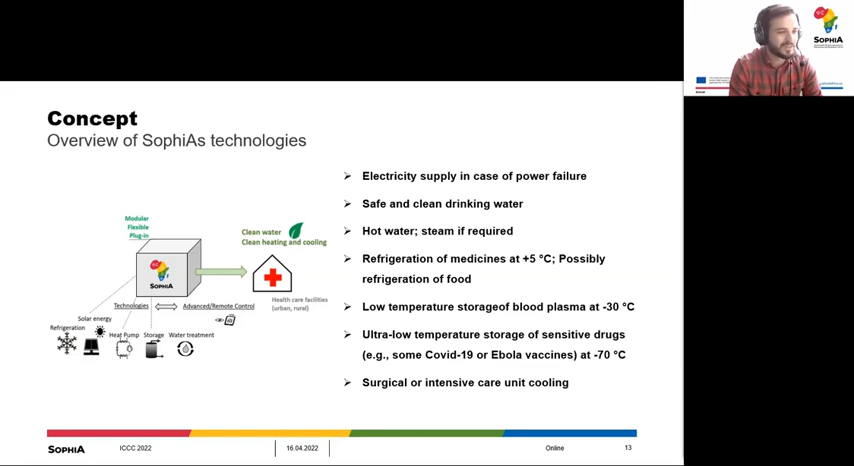 SOPHIA
Concept
Overview of SophiAs technologies
Modular
Flexible
Plug-in
SOPHIA
Clean water
Clean heating and cooling
Health care facilities
(urban, rural)
Technologies
Advanced/Remote Control
Solar energy
Refrigeration
Heat Pump
Storage
Water treatment
Electricity supply in case of power failure
Safe and clean drinking water
Hot water; steam if required
Refrigeration of medicines at +5 °C; Possibly
refrigeration of food
Low temperature storageof blood plasma at -30 °C
Ultra-low temperature storage of sensitive drugs
(e.g., some Covid-19 or Ebola vaccines) at -70 °C
Surgical or intensive care unit cooling
SOPHIA
ICCC 2022
16.04.2022
Online
13